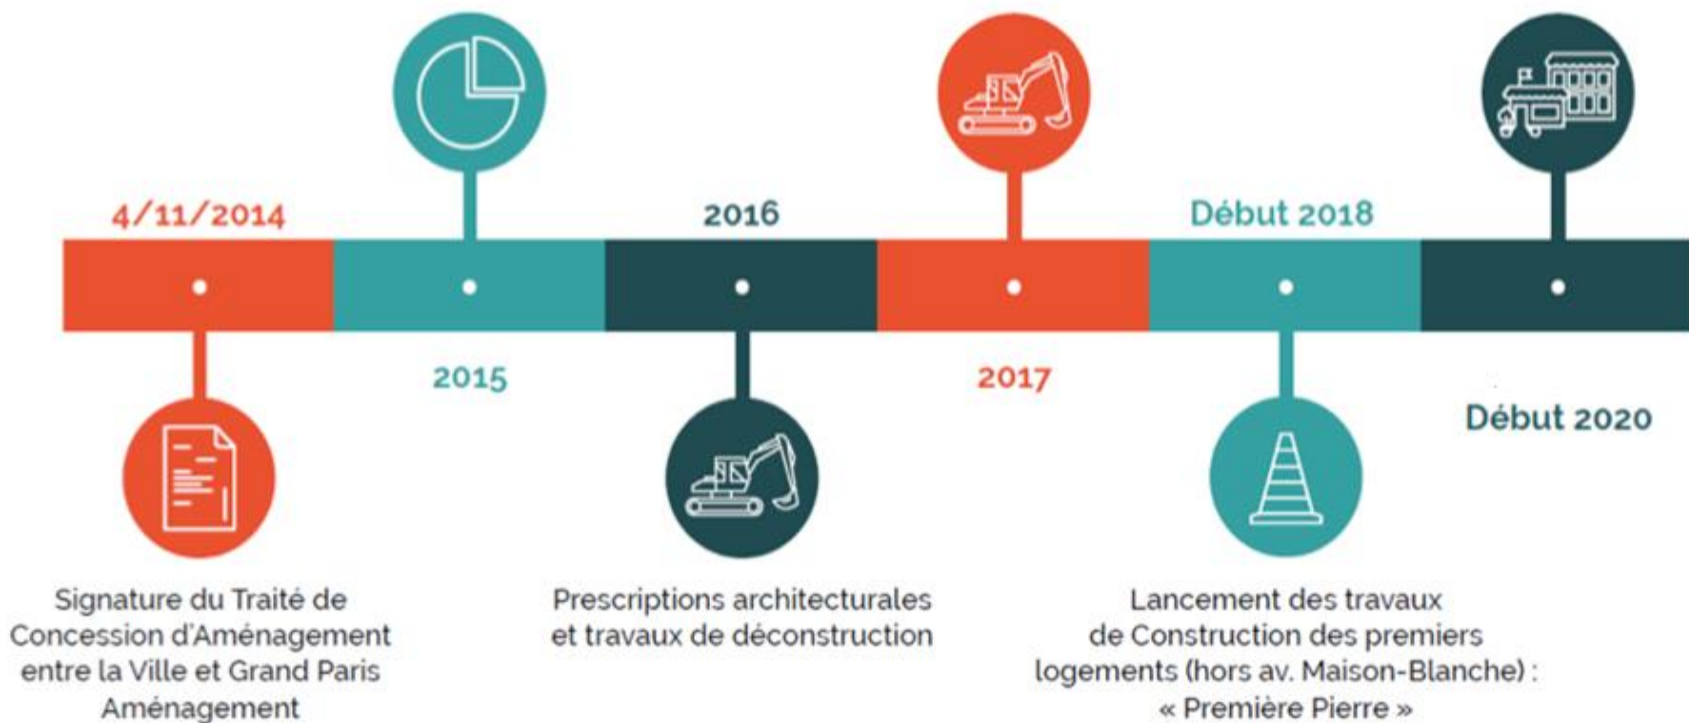 4/11/2014
2016
Début 2018
2015
2017
Début 2020
Signature du Traité de
Concession d'Aménagement
entre la Ville et Grand Paris
Aménagement
Prescriptions architecturales
et travaux de déconstruction
Lancement des travaux
de Construction des premiers
logements (hors av. Maison-Blanche) :
« Première Pierre »